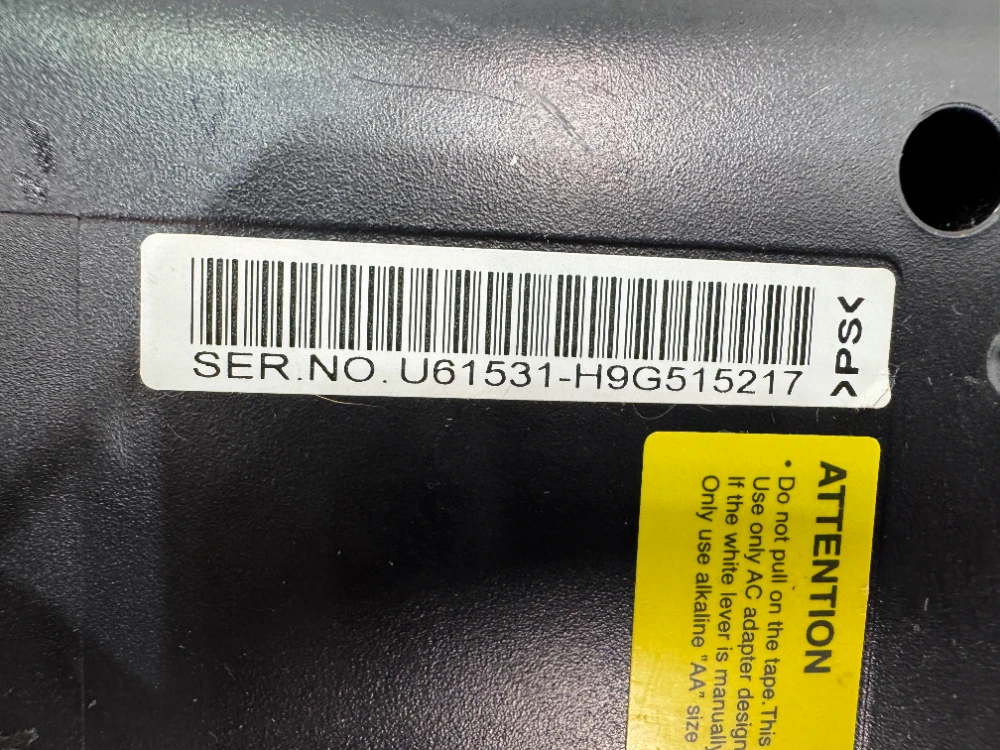 SER.NO. U61531-H9G515217
>PS<
ATTENTION
• Do not pull on the tape. This
Use only AC adapter design
If the white lever is manually
Only use alkaline "AA" size